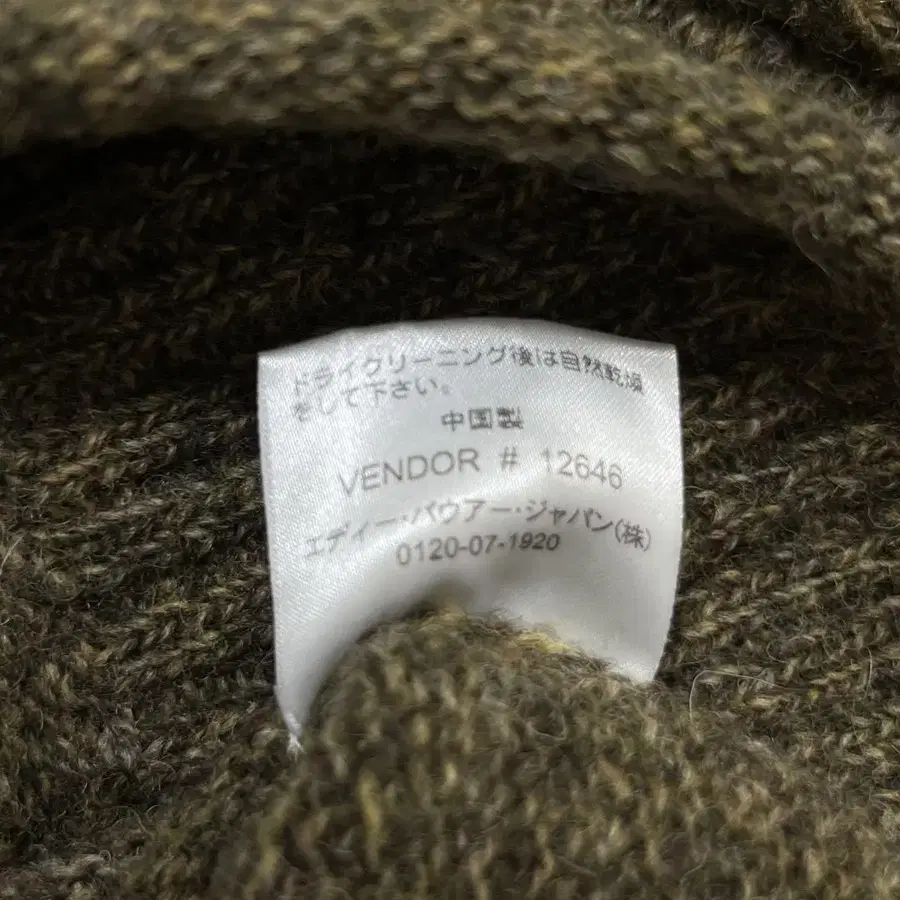 ドライクリーニング後は自然乾燥
をして下さい。
中国製
VENDOR # 12646
エディー・バウアー・ジャパン(株)
0120-07-1920